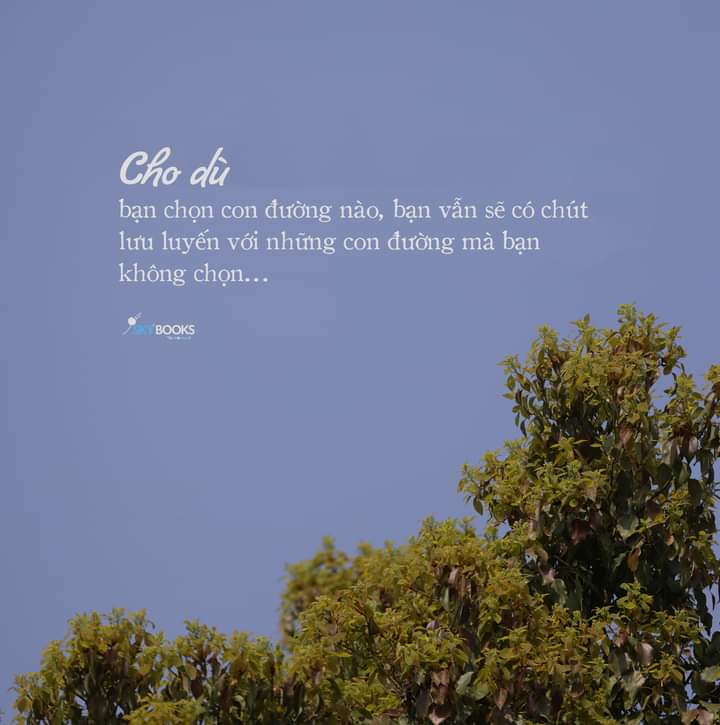 Cho dù
bạn chọn con đường nào, bạn vẫn sẽ có chút
lưu luyến với những con đường mà bạn
không chọn...
SKYBOOKS